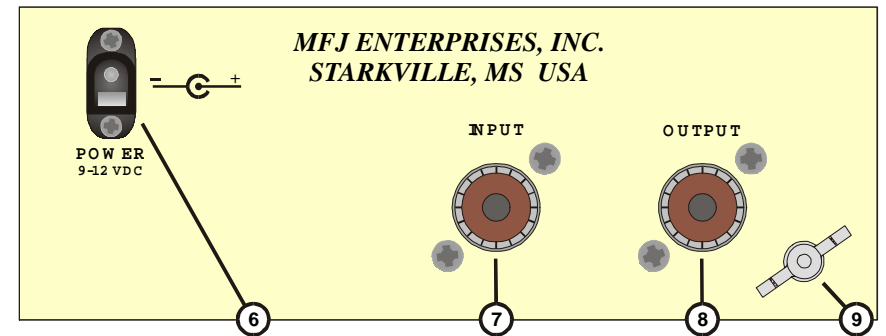 MFJ ENTERPRISES, INC.
STARKVILLE, MS USA
- +
POWER
9-12 VDC
INPUT
OUTPUT
6
7
8
9